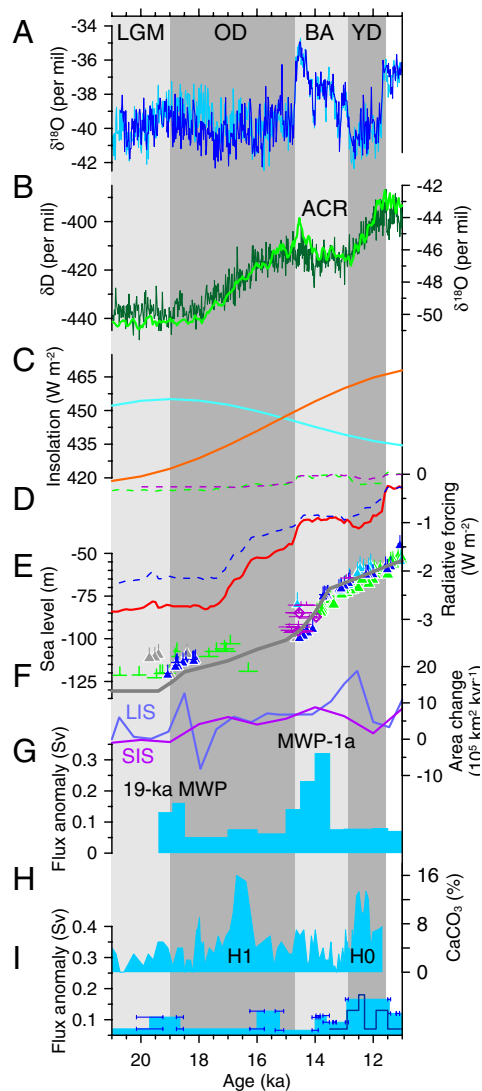 A
LGM OD BA YD
-34
-36
-38
-40
-42
δ¹⁸O (per mil)
B
ACR
-400
-420
-440
δD (per mil)
-42
-44
-46
-48
-50
δ¹⁸O (per mil)
C
465
450
435
420
Insolation (W m⁻²)
D
0
-1
-2
-3
Radiative forcing
(W m⁻²)
E
-50
-75
-100
-125
Sea level (m)
F
LIS
SIS
20
10
0
-10
Area change
(10⁵ km² kyr⁻¹)
G
MWP-1a
19-ka MWP
0.3
0.2
0.1
0
Flux anomaly (Sv)
H
H1 H0
16
12
8
4
0
CaCO₃ (%)
I
0.4
0.3
0.2
0.1
Flux anomaly (Sv)
20 18 16 14 12
Age (ka)